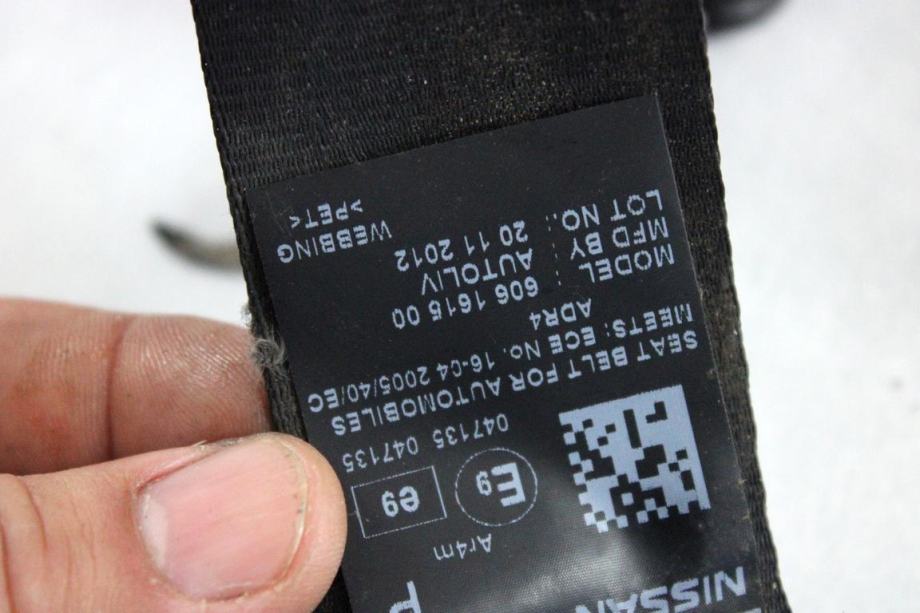 NISSAN
Ar4m
E9 e9
047135 047135
SEAT BELT FOR AUTOMOBILES
MEETS: ECE No. 16-04 2005/40/EC
ADR4
MODEL : 606 1615 00
MFD BY : AUTOLIV
LOT NO.: 20 11 2012
WEBBING
>PET<